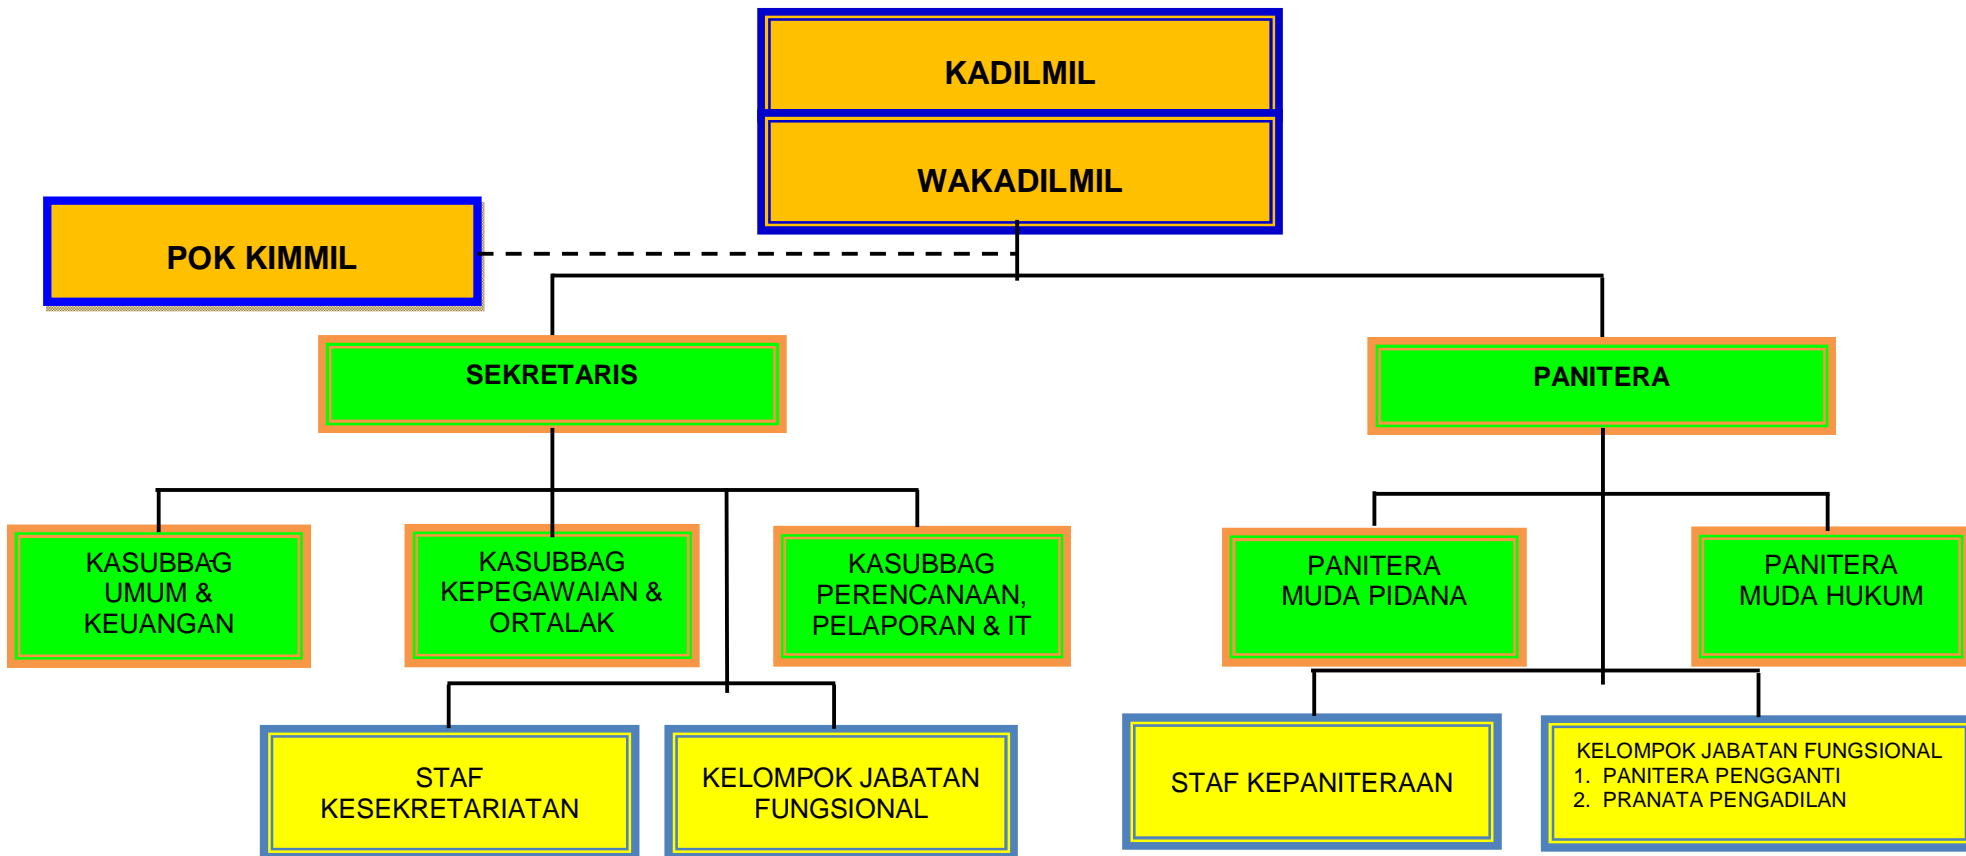 KADILMIL
WAKADILMIL
POK KIMMIL
SEKRETARIS
PANITERA
KASUBBAG
UMUM &
KEUANGAN
KASUBBAG
KEPEGAWAIAN &
ORTALAK
KASUBBAG
PERENCANAAN,
PELAPORAN & IT
PANITERA
MUDA PIDANA
PANITERA
MUDA HUKUM
STAF
KESEKRETARIATAN
KELOMPOK JABATAN
FUNGSIONAL
STAF KEPANITERAAN
KELOMPOK JABATAN FUNGSIONAL
1. PANITERA PENGGANTI
2. PRANATA PENGADILAN